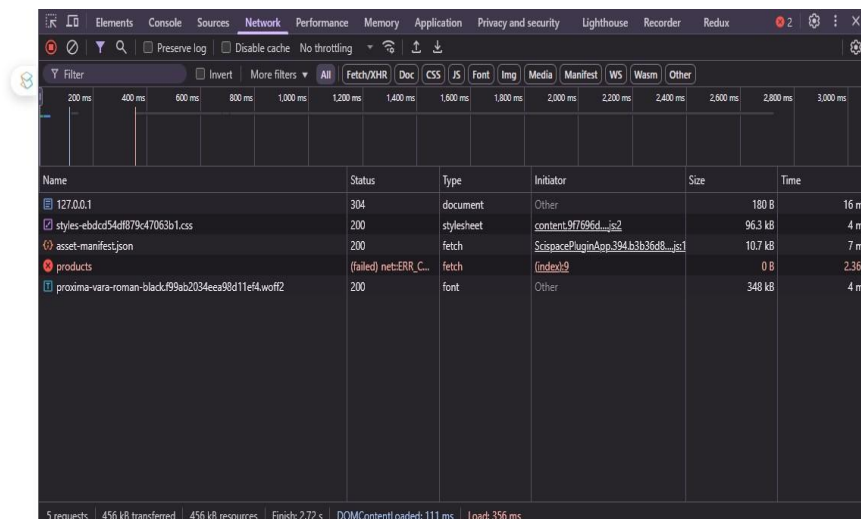 Elements Console Sources Network Performance Memory Application Privacy and security Lighthouse Recorder Redux 2
Preserve log Disable cache No throttling
Filter Invert More filters All Fetch/XHR Doc CSS JS Font Img Media Manifest WS Wasm Other
200 ms 400 ms 600 ms 800 ms 1,000 ms 1,200 ms 1,400 ms 1,600 ms 1,800 ms 2,000 ms 2,200 ms 2,400 ms 2,600 ms 2,800 ms 3,000 ms
Name Status Type Initiator Size Time
127.0.0.1 304 document Other 180 B 16 m
styles-ebdcd54df879c47063b1.css 200 stylesheet content.9f7696d....js:2 96.3 kB 4 m
asset-manifest.json 200 fetch ScispacePluginApp.394.b3b36d8....js:1 10.7 kB 7 m
products (failed) net::ERR_C... fetch (index):9 0 B 2.36
proxima-vara-roman-black.f99ab2034eea98d11ef4.woff2 200 font Other 348 kB 4 m
5 requests 456 kB transferred 456 kB resources Finish: 2.72 s DOMContentLoaded: 111 ms Load: 356 ms